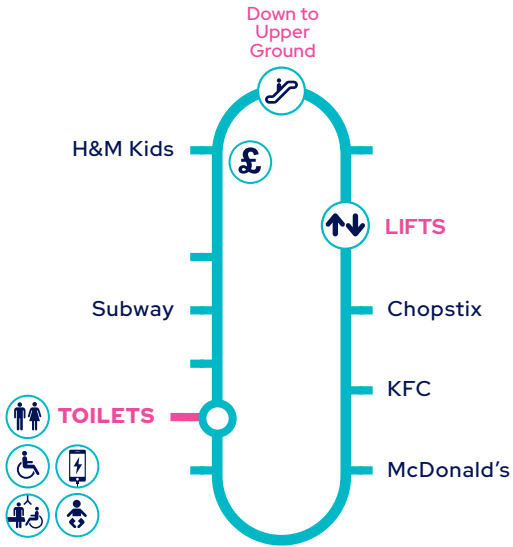 Down to
Upper
Ground
H&M Kids
£
LIFTS
Subway
Chopstix
KFC
TOILETS
McDonald's